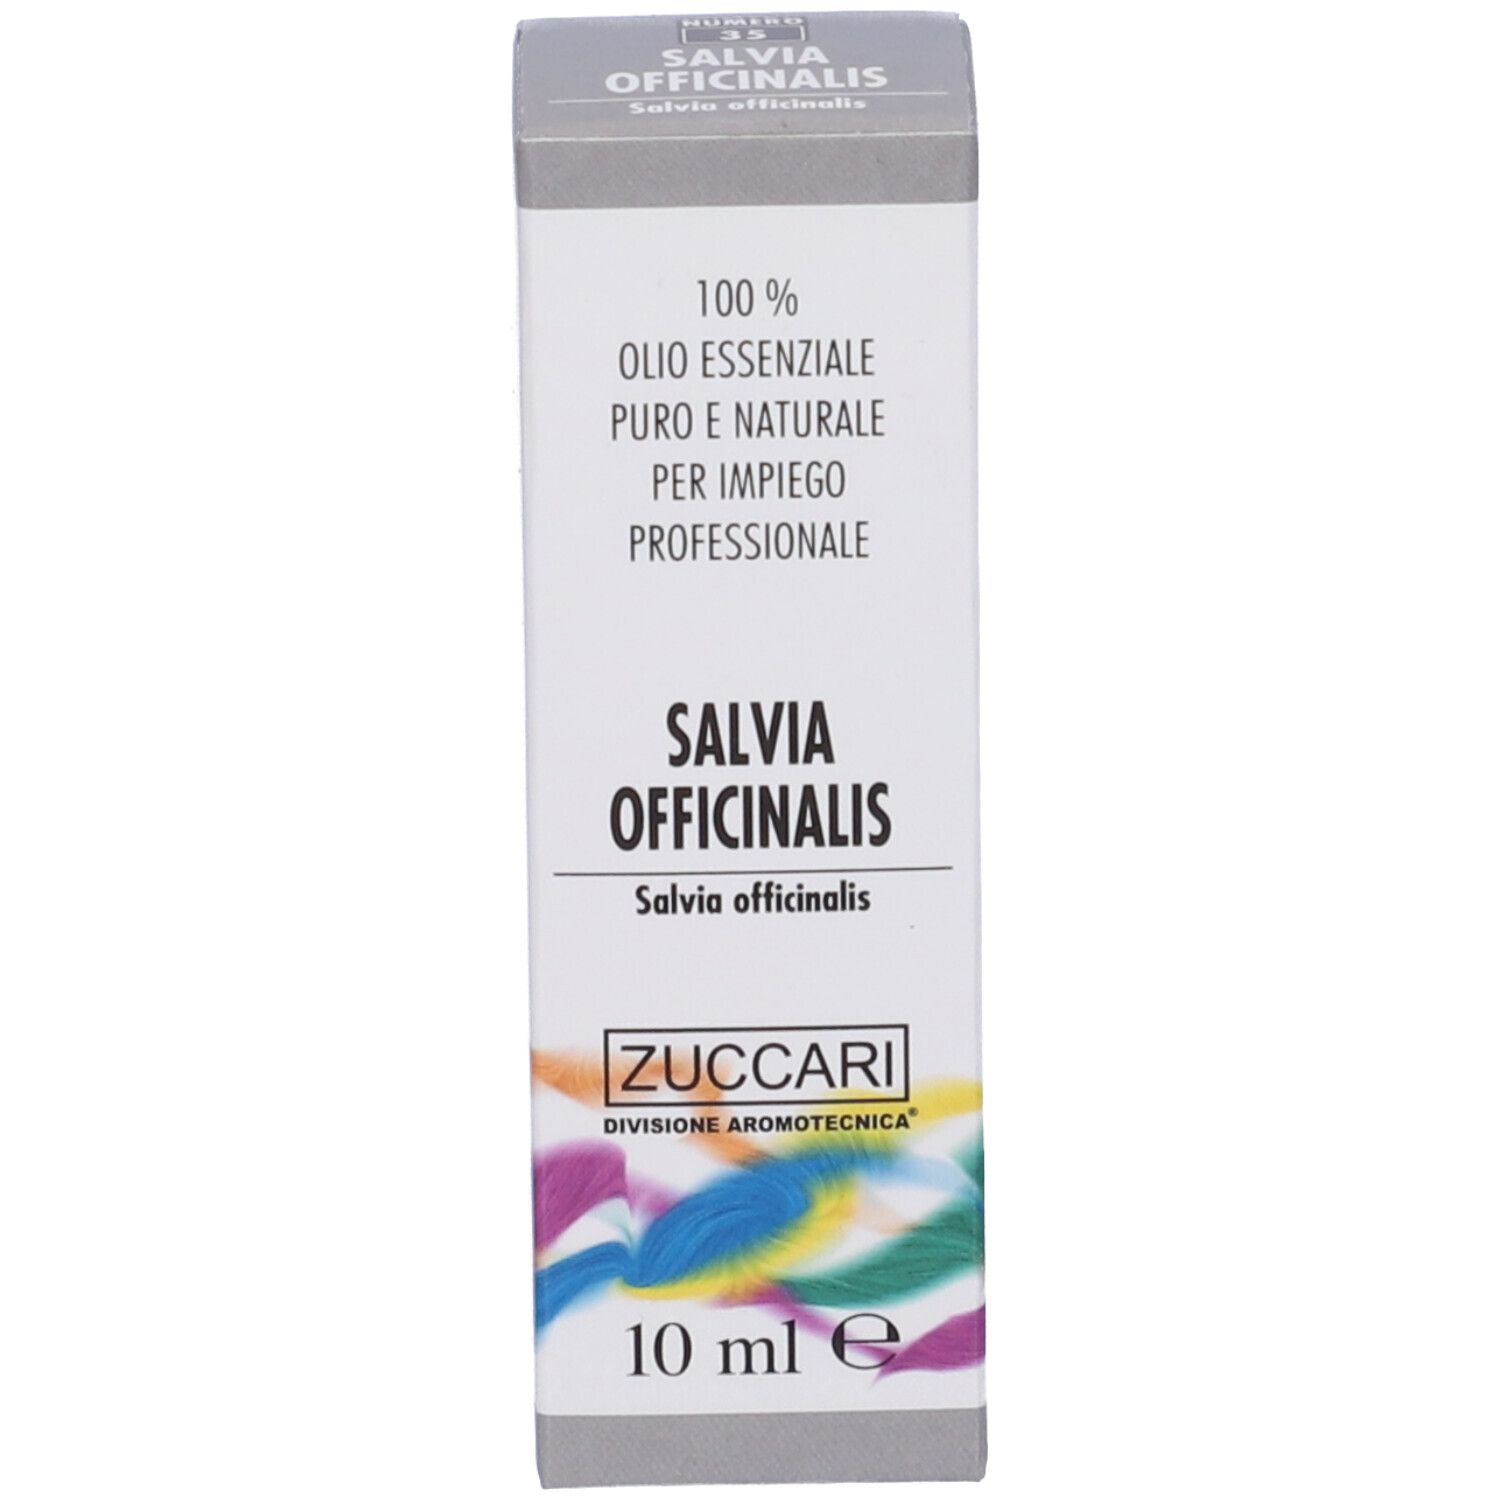 NUMERO
35
SALVIA
OFFICINALIS
Salvia officinalis
100 %
OLIO ESSENZIALE
PURO E NATURALE
PER IMPIEGO
PROFESSIONALE
SALVIA
OFFICINALIS
Salvia officinalis
ZUCCARI
DIVISIONE AROMOTECNICA®
10 ml ℮